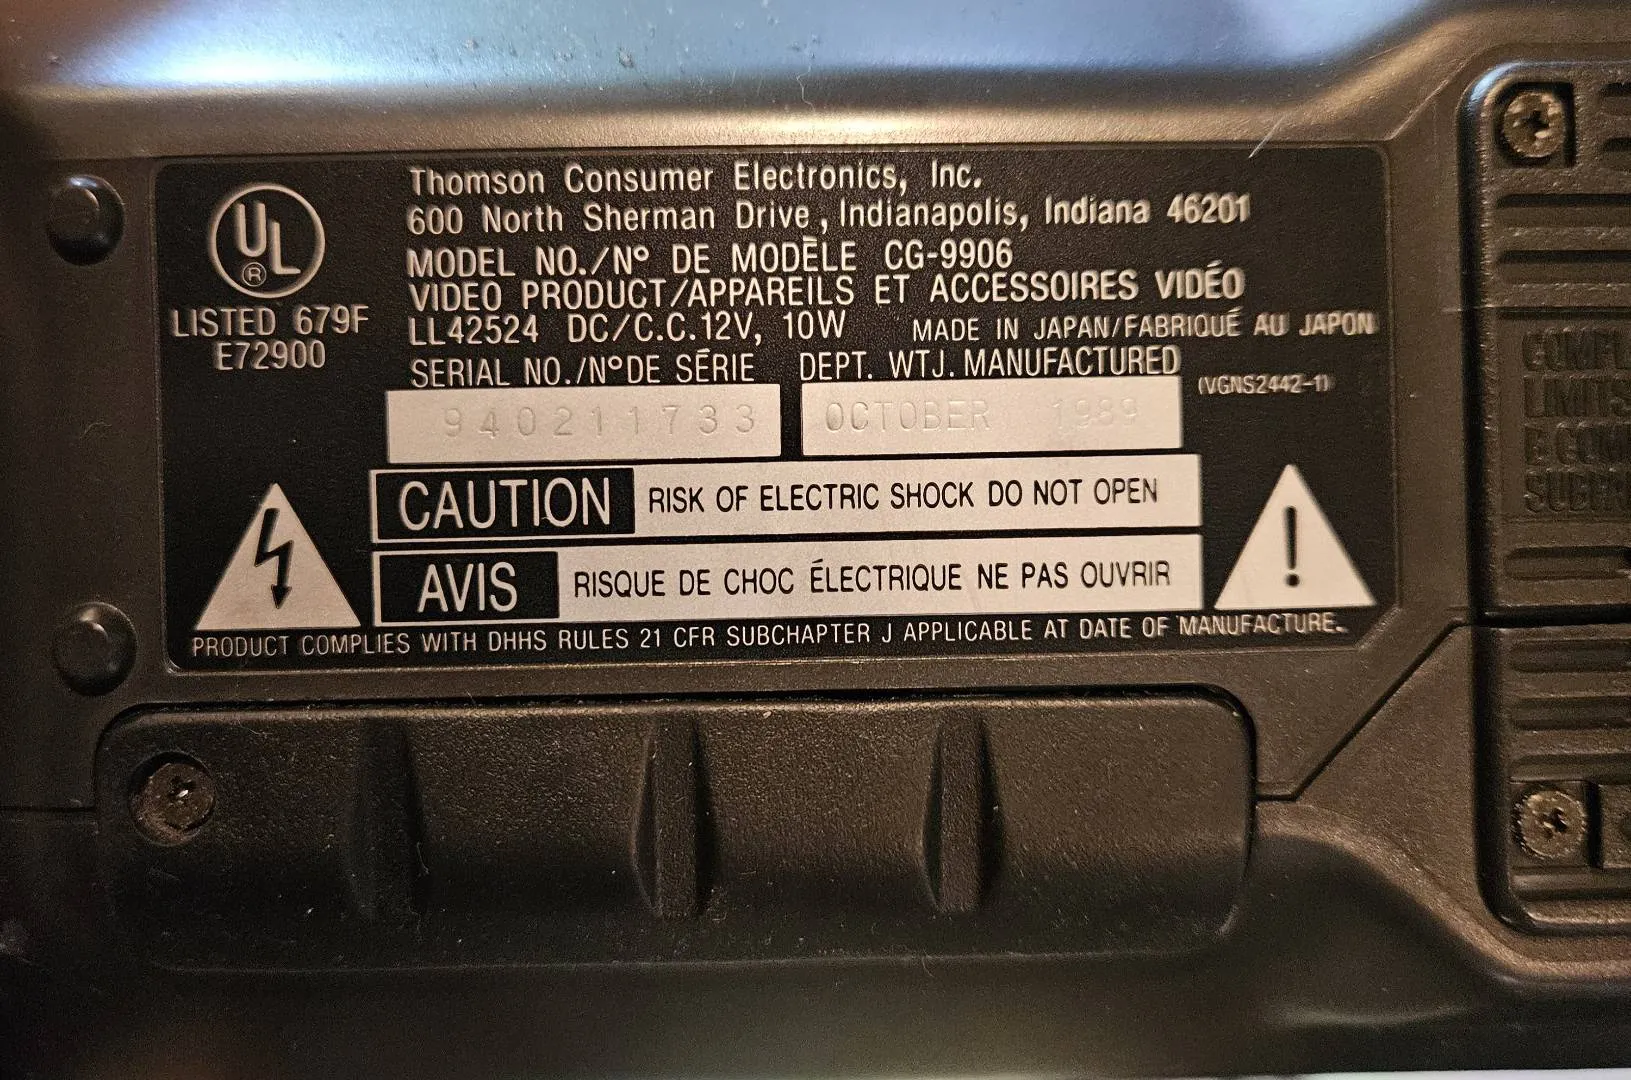 Thomson Consumer Electronics, Inc.
600 North Sherman Drive, Indianapolis, Indiana 46201
MODEL NO./Nº DE MODÈLE CG-9906
VIDEO PRODUCT/APPAREILS ET ACCESSOIRES VIDÉO
LL42524 DC/C.C.12V, 10W MADE IN JAPAN/FABRIQUÉ AU JAPON
SERIAL NO./NºDE SÉRIE DEPT. WTJ. MANUFACTURED
(VGNS2442-1)
940211733 OCTOBER 1989
UL ®
LISTED 679F
E72900
CAUTION RISK OF ELECTRIC SHOCK DO NOT OPEN
AVIS RISQUE DE CHOC ÉLECTRIQUE NE PAS OUVRIR
!
PRODUCT COMPLIES WITH DHHS RULES 21 CFR SUBCHAPTER J APPLICABLE AT DATE OF MANUFACTURE.
LIMITS